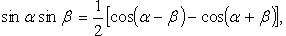 sin α sin β = 1/2 [cos(α − β) − cos(α + β)],